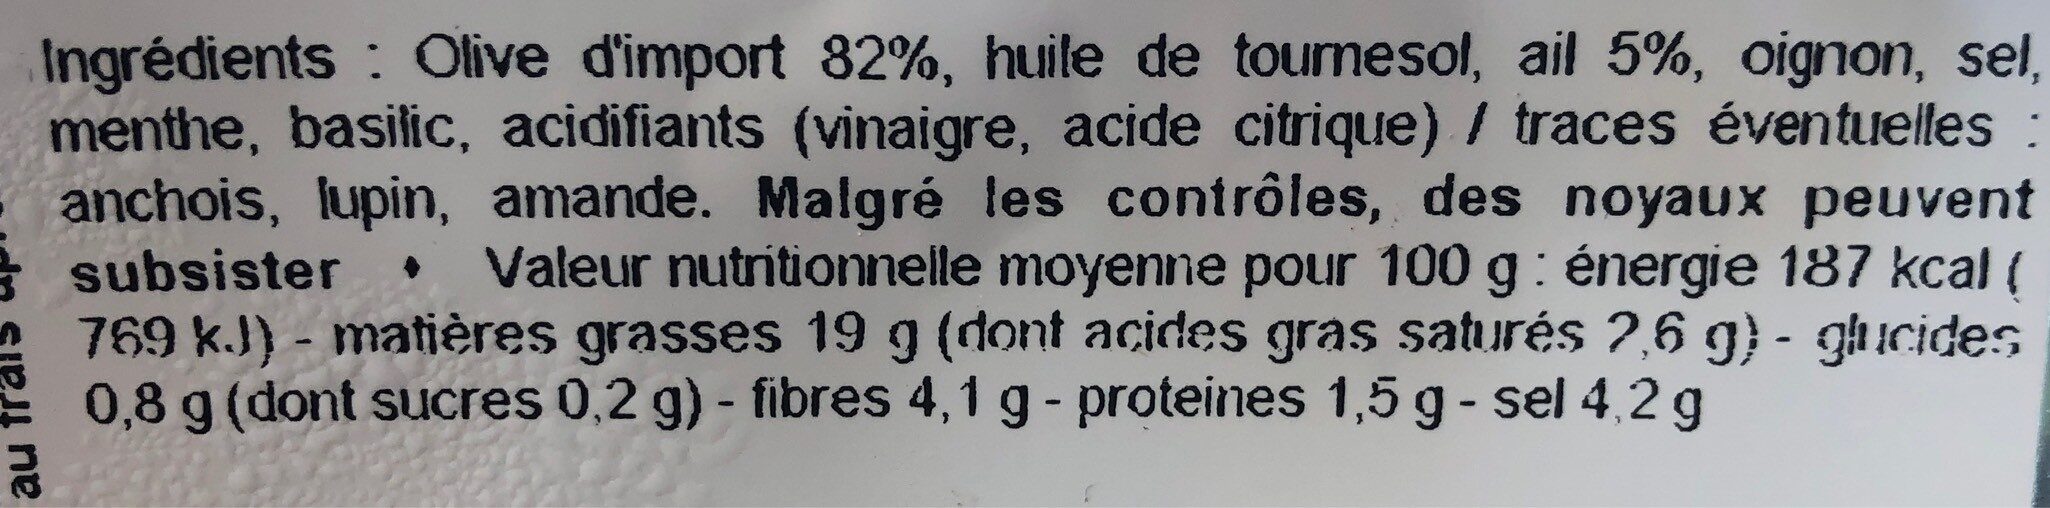 Ingrédients : Olive d'import 82%, huile de tournesol, ail 5%, oignon, sel,
menthe, basilic, acidifiants (vinaigre, acide citrique) / traces éventuelles :
anchois, lupin, amande. Malgré les contrôles, des noyaux peuvent
subsister ♦ Valeur nutritionnelle moyenne pour 100 g : énergie 187 kcal (
769 kJ) - matières grasses 19 g (dont acides gras saturés 2,6 g) - glucides
0,8 g (dont sucres 0,2 g) - fibres 4,1 g - proteines 1,5 g - sel 4,2 g
au frais